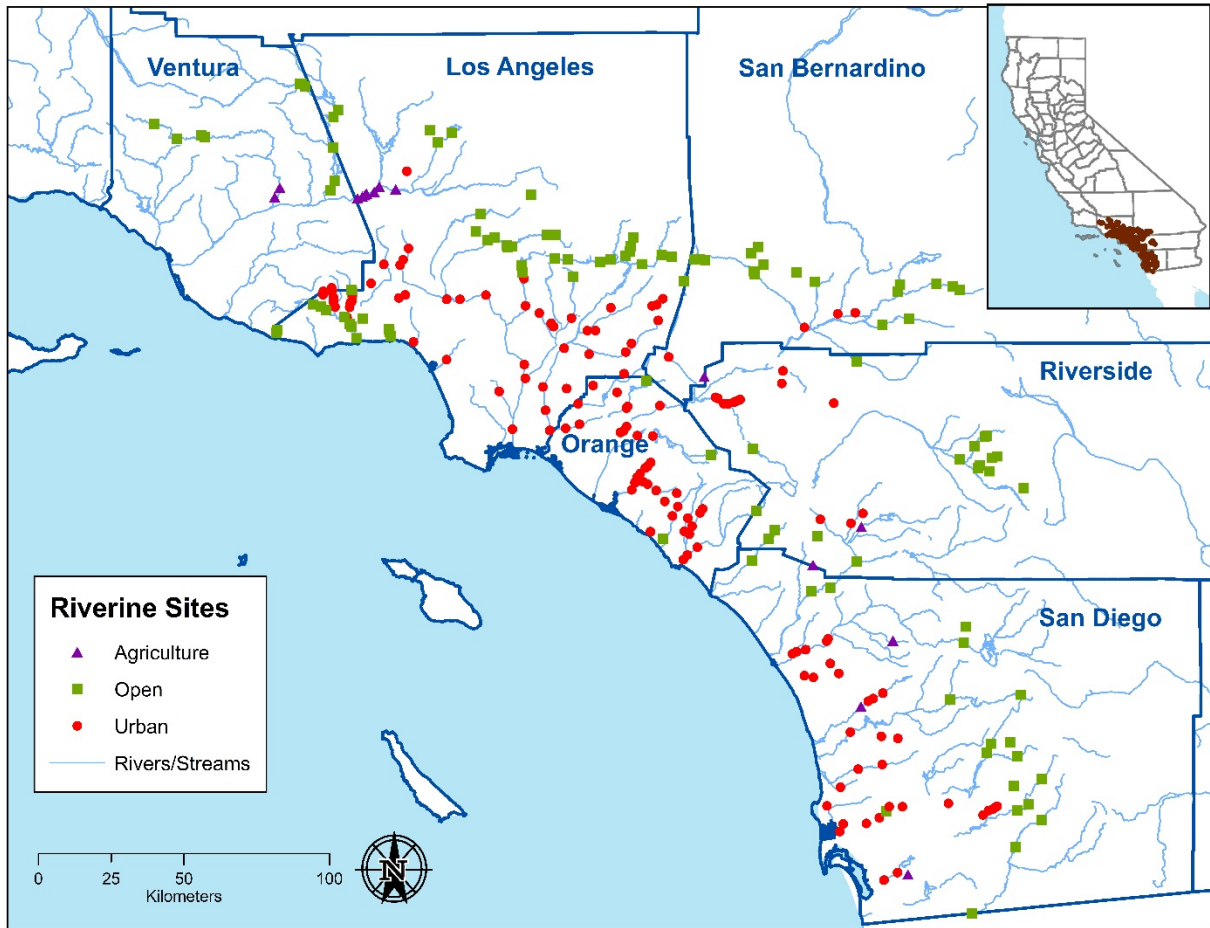 Ventura
Los Angeles
San Bernardino
Riverside
Orange
San Diego
Riverine Sites
Agriculture
Open
Urban
Rivers/Streams
N
0 50 100
Kilometers